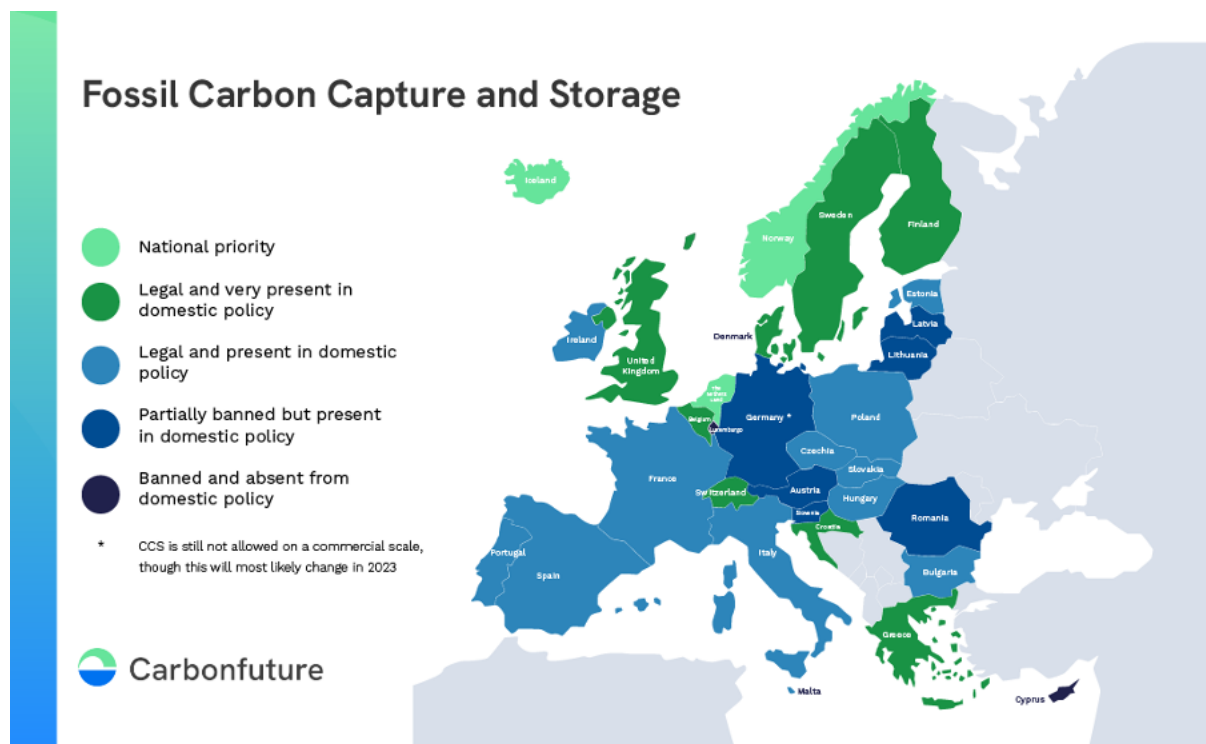 Fossil Carbon Capture and Storage
National priority
Legal and very present in
domestic policy
Legal and present in domestic
policy
Partially banned but present
in domestic policy
Banned and absent from
domestic policy
* CCS is still not allowed on a commercial scale,
though this will most likely change in 2023
Carbonfuture
Iceland
Norway
Sweden
Finland
Estonia
Latvia
Lithuania
Denmark
Ireland
United
Kingdom
The
Belgium
Luxembourgo
Germany *
Poland
Czechia
Slovakia
France
Switzerland
Austria
Hungary
Slovenia
Croatia
Romania
Portugal
Spain
Italy
Bulgaria
Greece
Malta
Cyprus